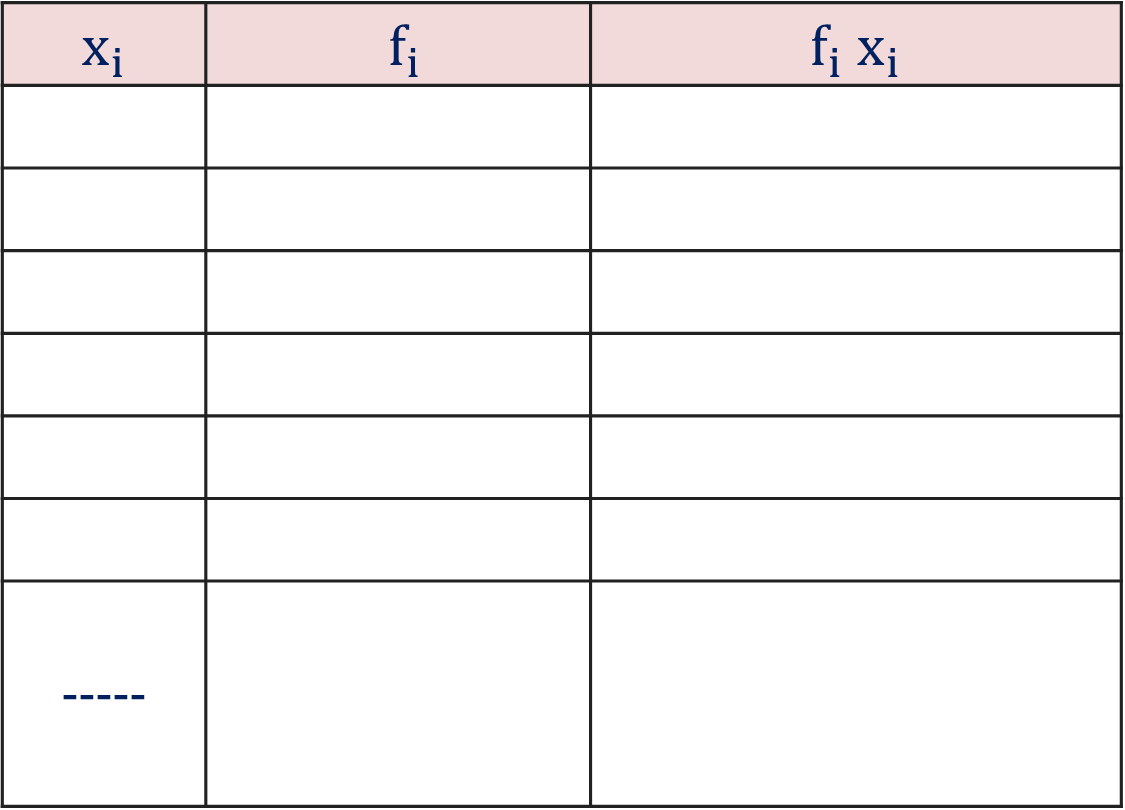 xᵢ fᵢ fᵢ xᵢ
-----